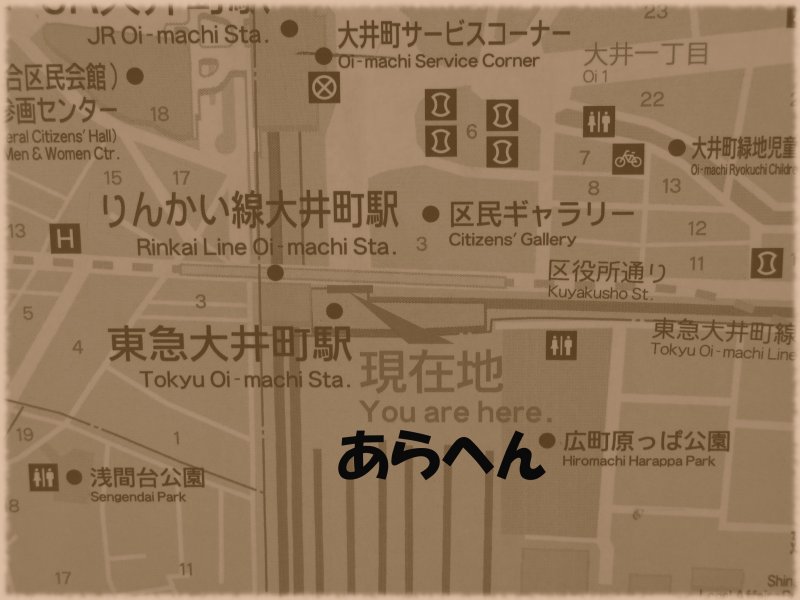 JR Oi-machi Sta.
大井町サービスコーナー
Oi-machi Service Corner
23
大井一丁目
Oi 1
合区民会館)
参画センター
eral Citizens' Hall)
Men & Women Ctr.
18
22
6
7
大井町緑地児童
Oi-machi Ryokuchi Childre
15
17
8
13
りんかい線大井町駅
Rinkai Line Oi-machi Sta.
区民ギャラリー
Citizens' Gallery
12
13
H
3
11
区役所通り
Kuyakusho St.
5
3
4
東急大井町駅
Tokyu Oi-machi Sta.
東急大井町線
Tokyu Oi-machi Line
現在地
You are here.
あらへん
19
1
広町原っぱ公園
Hiromachi Harappa Park
浅間台公園
Sengendai Park
8
17
11
Shin